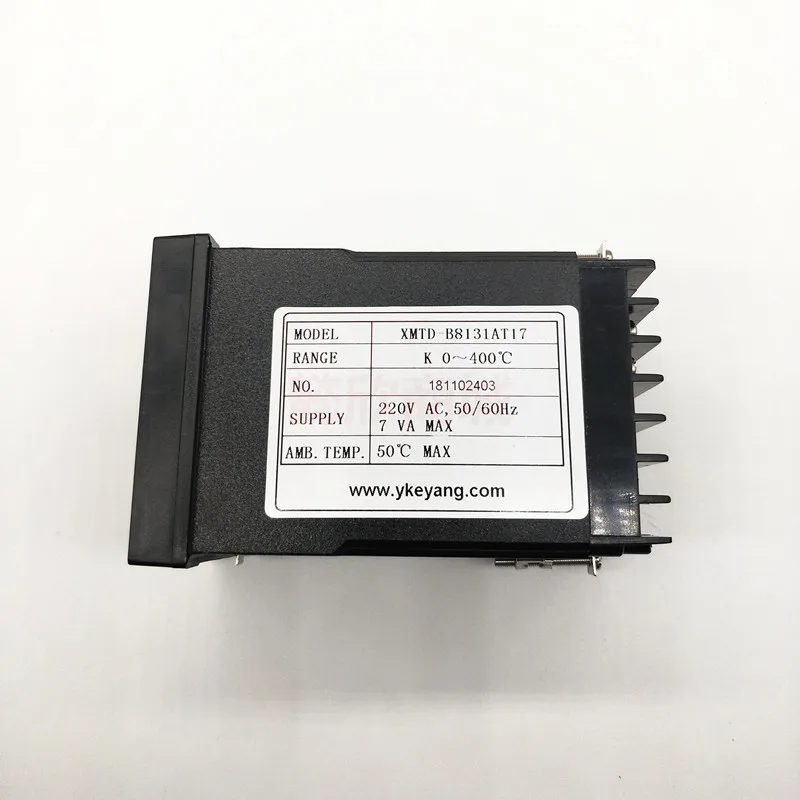 MODEL XMTD-B8131AT17
RANGE K 0～400℃
NO. 181102403
SUPPLY 220V AC, 50/60Hz
7 VA MAX
AMB. TEMP. 50℃ MAX
www.ykeyang.com